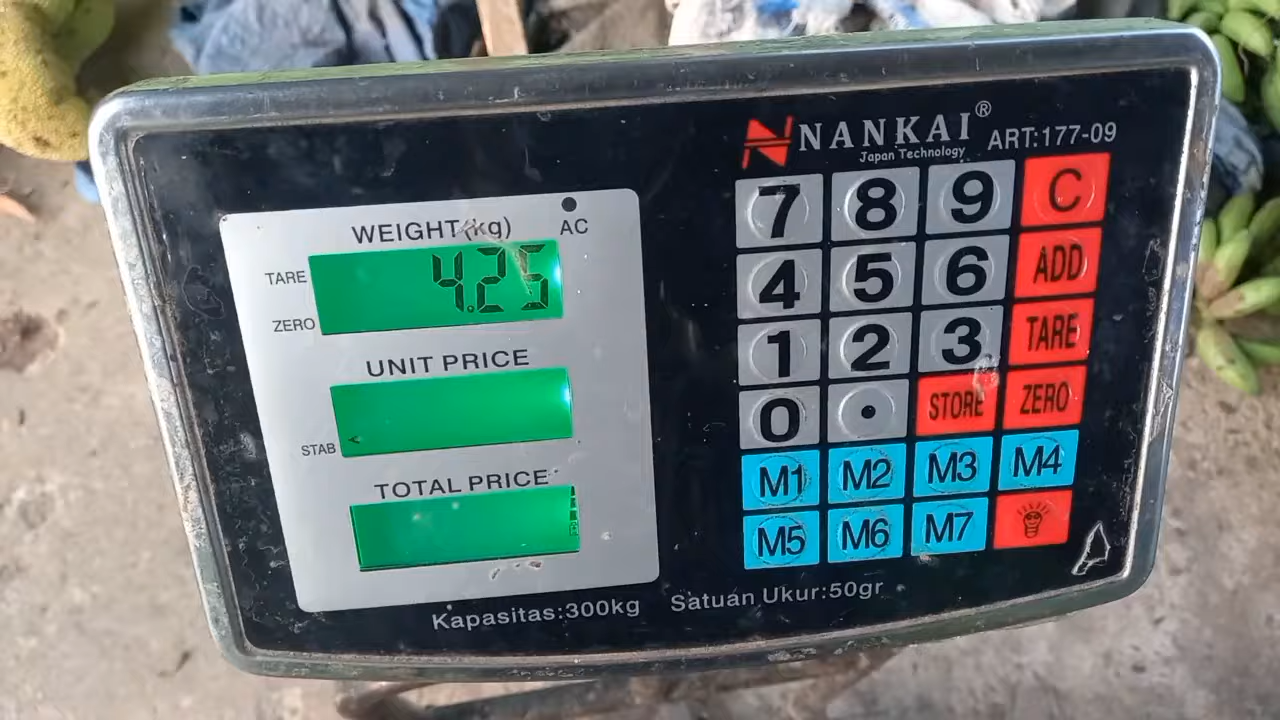 NANKAI®
Japan Technology
ART:177-09
WEIGHT(kg)
AC
TARE
ZERO
4.25
UNIT PRICE
STAB
<
TOTAL PRICE
7 8 9 C
4 5 6 ADD
1 2 3 TARE
0 . STORE ZERO
M1 M2 M3 M4
M5 M6 M7
Kapasitas:300kg Satuan Ukur:50gr